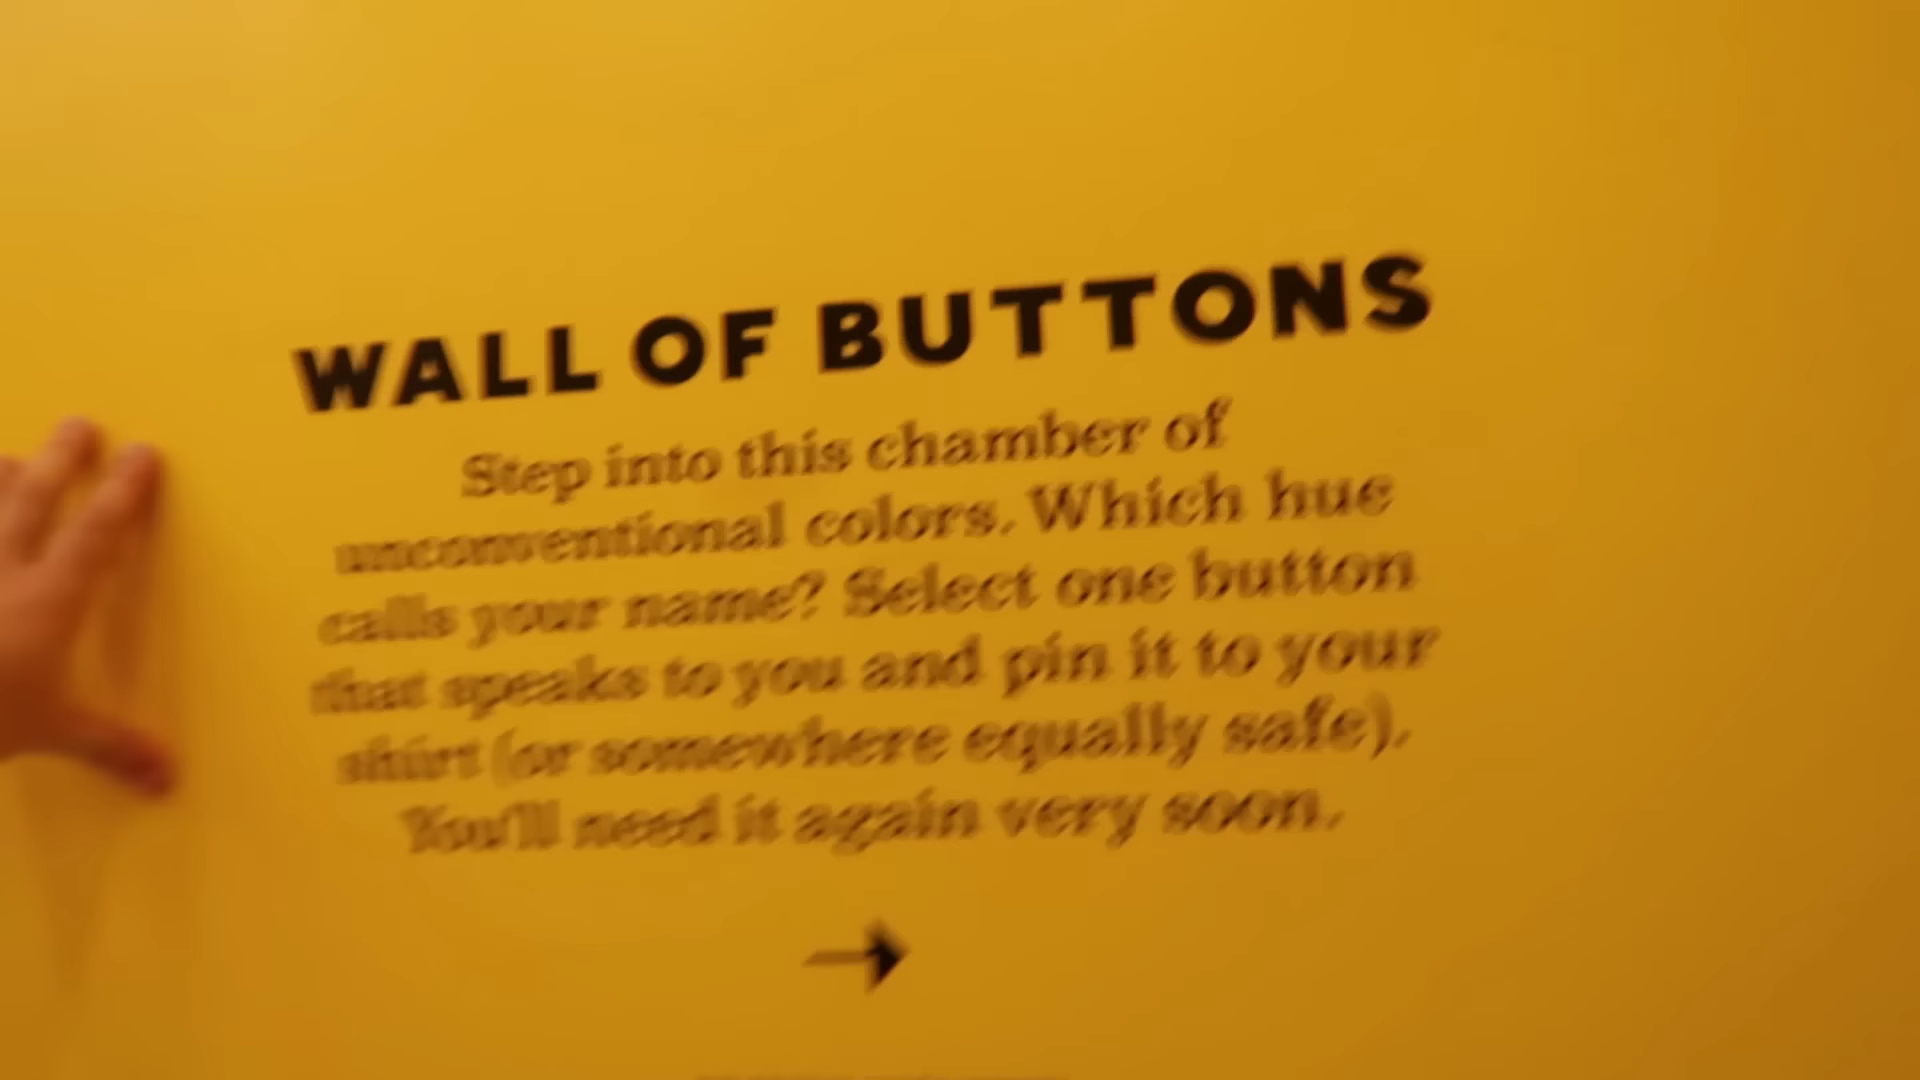 WALL OF BUTTONS
Step into this chamber of
unconventional colors. Which hue
calls your name? Select one button
that speaks to you and pin it to your
shirt (or somewhere equally safe).
You'll need it again very soon.